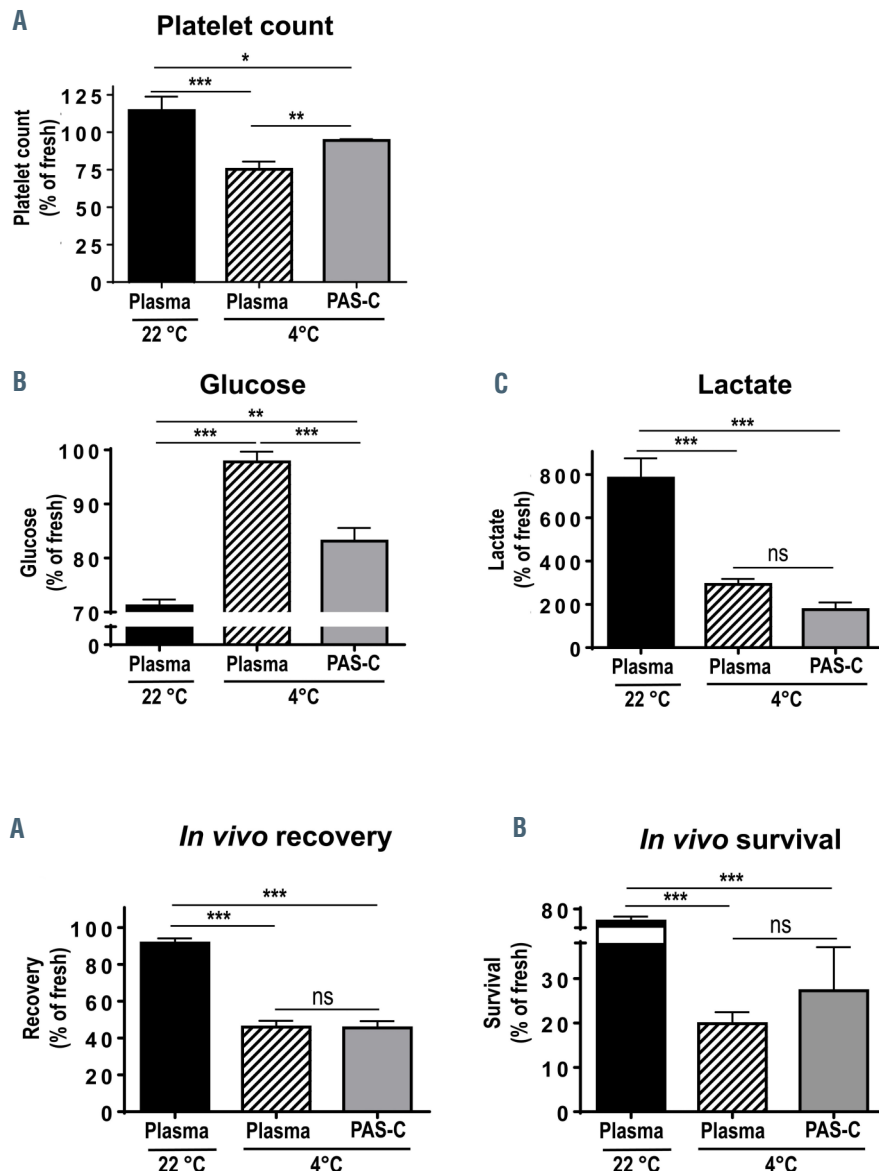 A
Platelet count
Platelet count
(% of fresh)
125
100
75
50
25
0
*
***
**
Plasma
Plasma
PAS-C
22 °C
4°C
B
Glucose
Glucose
(% of fresh)
100
90
80
70
0
**
***
***
Plasma
Plasma
PAS-C
22 °C
4°C
C
Lactate
Lactate
(% of fresh)
800
600
400
200
0
***
***
ns
Plasma
Plasma
PAS-C
22 °C
4°C
A
In vivo recovery
Recovery
(% of fresh)
100
80
60
40
20
0
***
***
ns
Plasma
Plasma
PAS-C
22 °C
4°C
B
In vivo survival
Survival
(% of fresh)
80
30
20
10
0
***
***
ns
Plasma
Plasma
PAS-C
22 °C
4°C